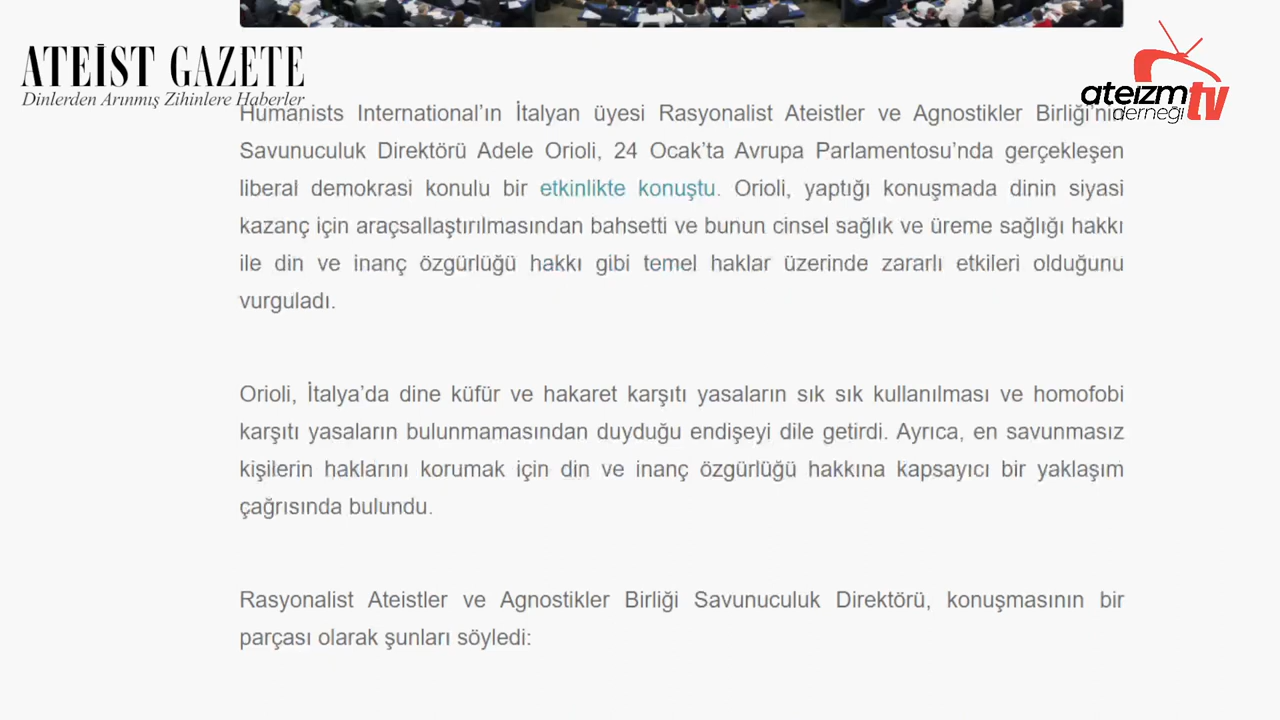 ATEİST GAZETE
Dinlerden Arınmış Zihinlere Haberler
ateizm tv
derneği
Humanists International’ın İtalyan üyesi Rasyonalist Ateistler ve Agnostikler Birliği’nin
Savunuculuk Direktörü Adele Orioli, 24 Ocak’ta Avrupa Parlamentosu’nda gerçekleşen
liberal demokrasi konulu bir etkinlikte konuştu. Orioli, yaptığı konuşmada dinin siyasi
kazanç için araçsallaştırılmasından bahsetti ve bunun cinsel sağlık ve üreme sağlığı hakkı
ile din ve inanç özgürlüğü hakkı gibi temel haklar üzerinde zararlı etkileri olduğunu
vurguladı.
Orioli, İtalya’da dine küfür ve hakaret karşıtı yasaların sık sık kullanılması ve homofobi
karşıtı yasaların bulunmamasından duyduğu endişeyi dile getirdi. Ayrıca, en savunmasız
kişilerin haklarını korumak için din ve inanç özgürlüğü hakkına kapsayıcı bir yaklaşım
çağrısında bulundu.
Rasyonalist Ateistler ve Agnostikler Birliği Savunuculuk Direktörü, konuşmasının bir
parçası olarak şunları söyledi: